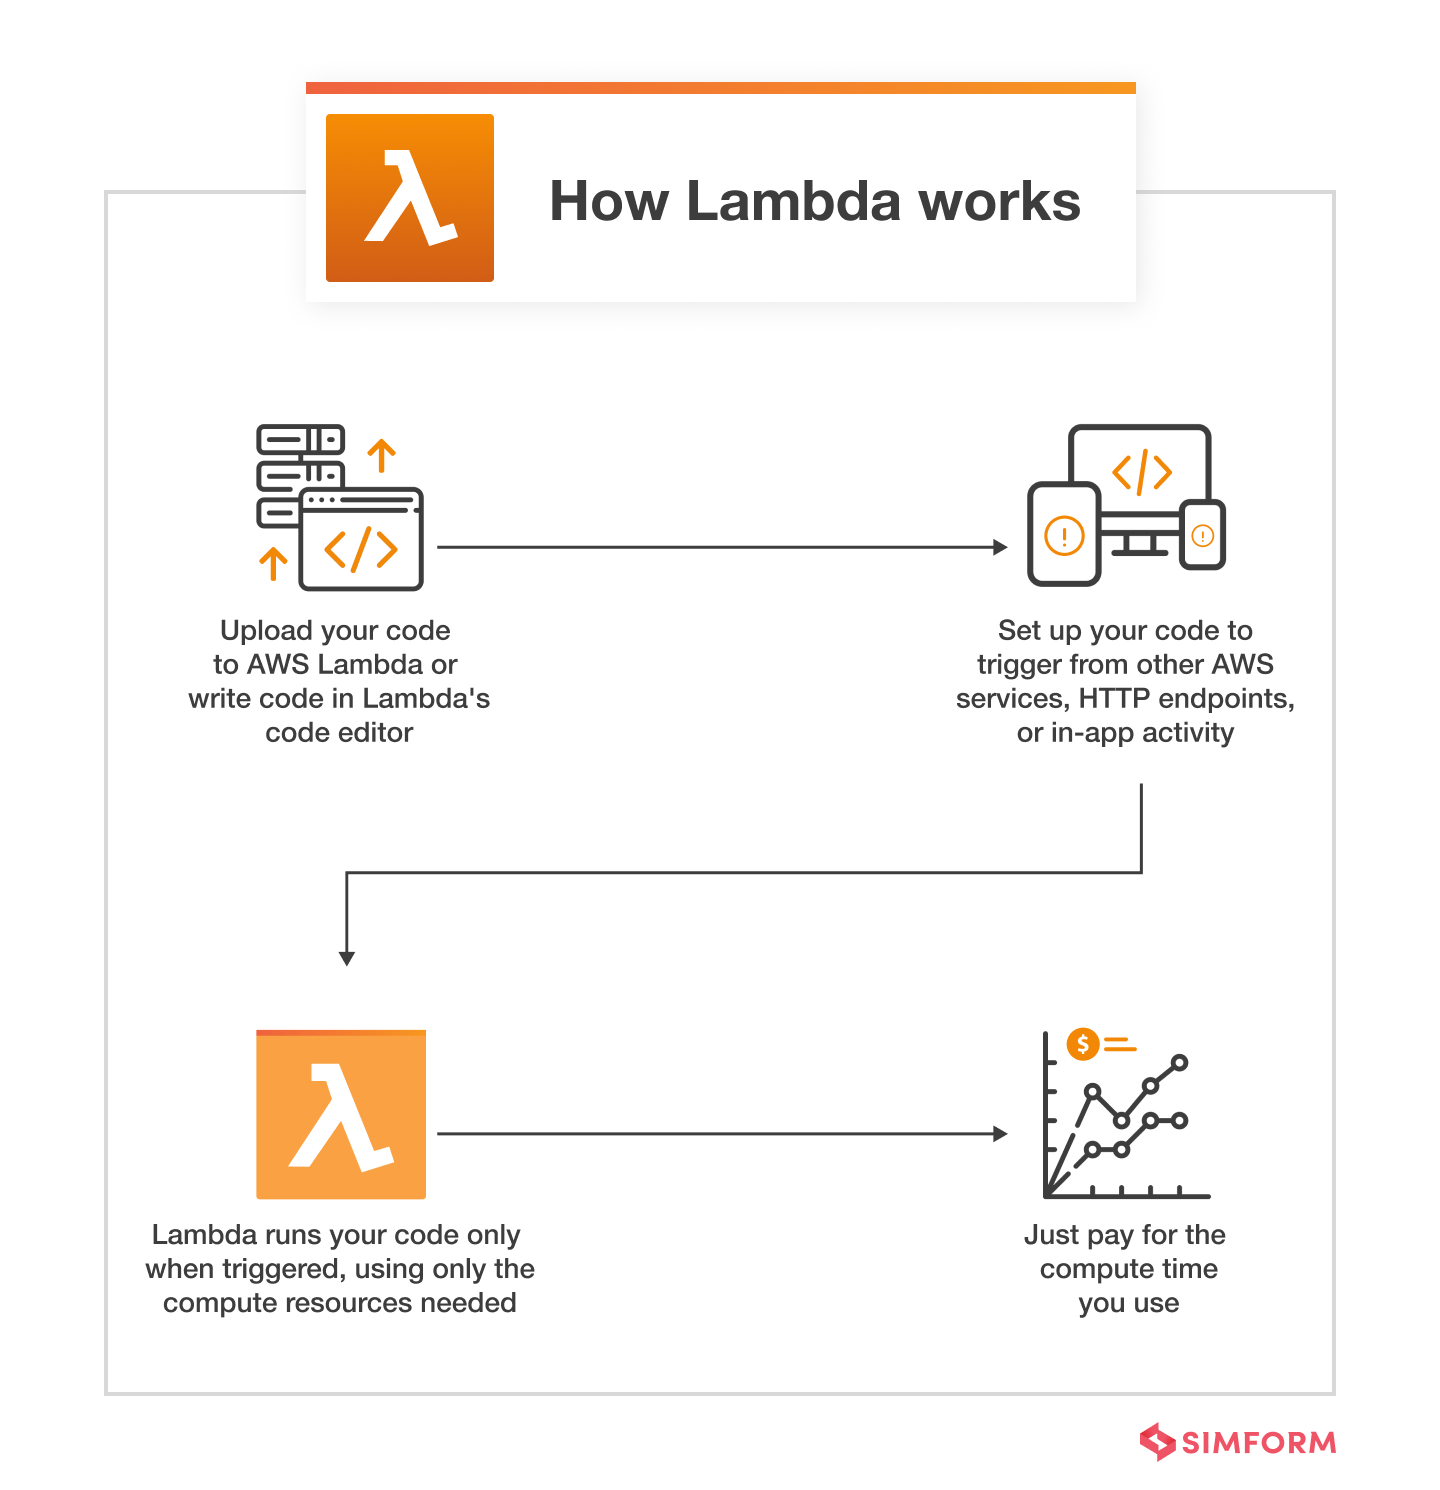 How Lambda works
Upload your code
to AWS Lambda or
write code in Lambda's
code editor
Set up your code to
trigger from other AWS
services, HTTP endpoints,
or in-app activity
Lambda runs your code only
when triggered, using only the
compute resources needed
$
Just pay for the
compute time
you use
SIMFORM